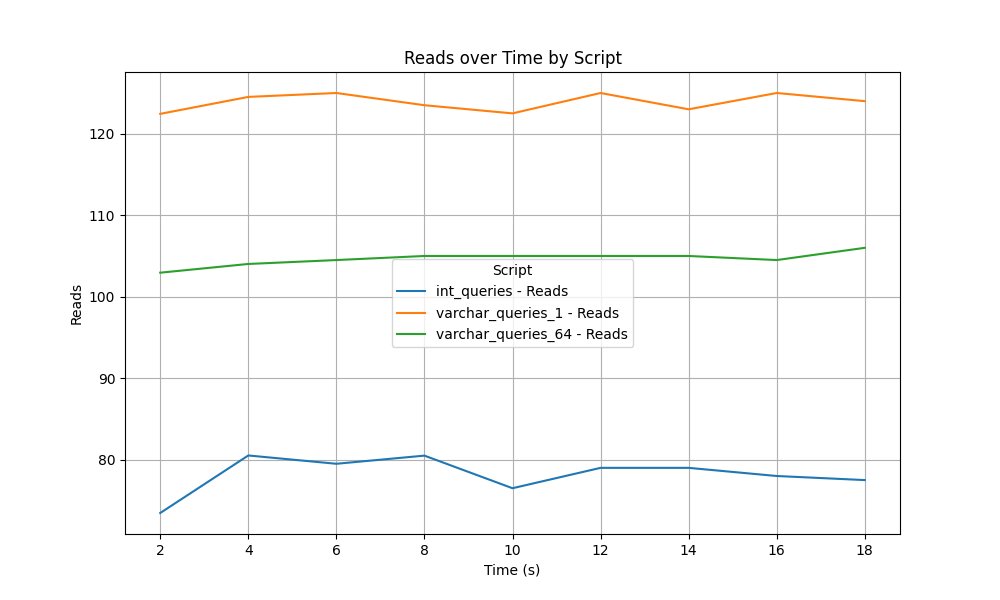 Reads over Time by Script
Reads
120
110
100
90
80
Script
int_queries - Reads
varchar_queries_1 - Reads
varchar_queries_64 - Reads
2 4 6 8 10 12 14 16 18
Time (s)